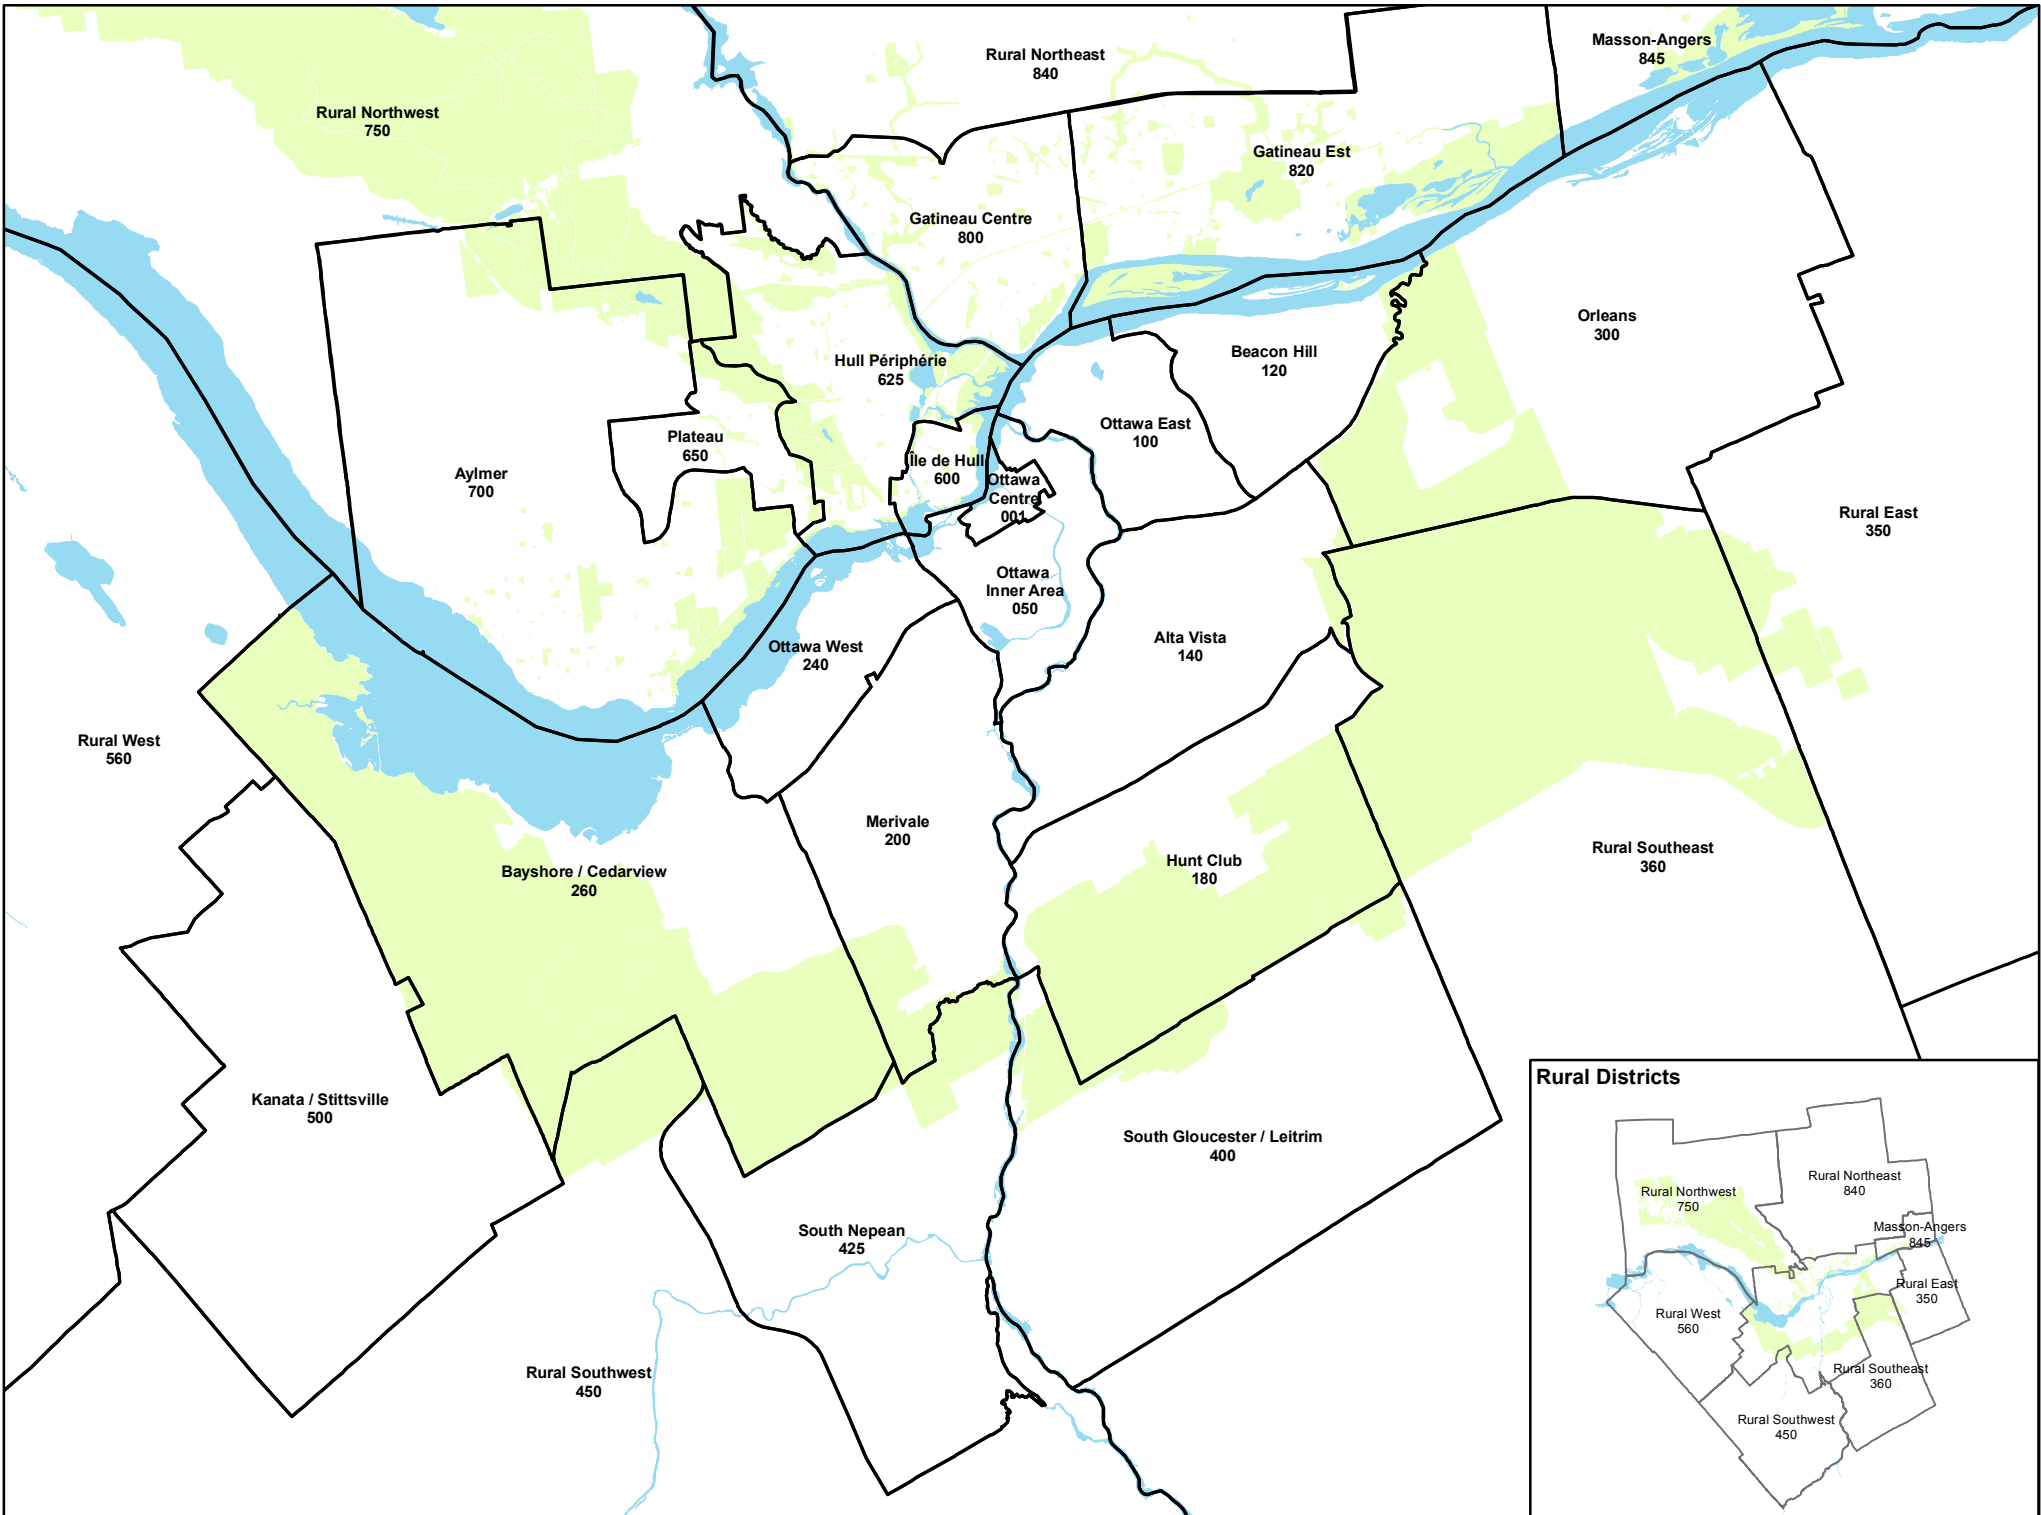 Rural Northeast
840
Masson-Angers
845
Rural Northwest
750
Gatineau Est
820
Gatineau Centre
800
Orleans
300
Beacon Hill
120
Hull Périphérie
625
Ottawa East
100
Plateau
650
Île de Hull
600
Aylmer
700
Ottawa
Centre
001
Rural East
350
Ottawa
Inner Area
050
Alta Vista
140
Ottawa West
240
Rural West
560
Merivale
200
Rural Southeast
360
Hunt Club
180
Bayshore / Cedarview
260
Kanata / Stittsville
500
South Gloucester / Leitrim
400
South Nepean
425
Rural Southwest
450
Rural Districts
Rural Northeast
840
Rural Northwest
750
Masson-Angers
845
Rural East
350
Rural West
560
Rural Southeast
360
Rural Southwest
450